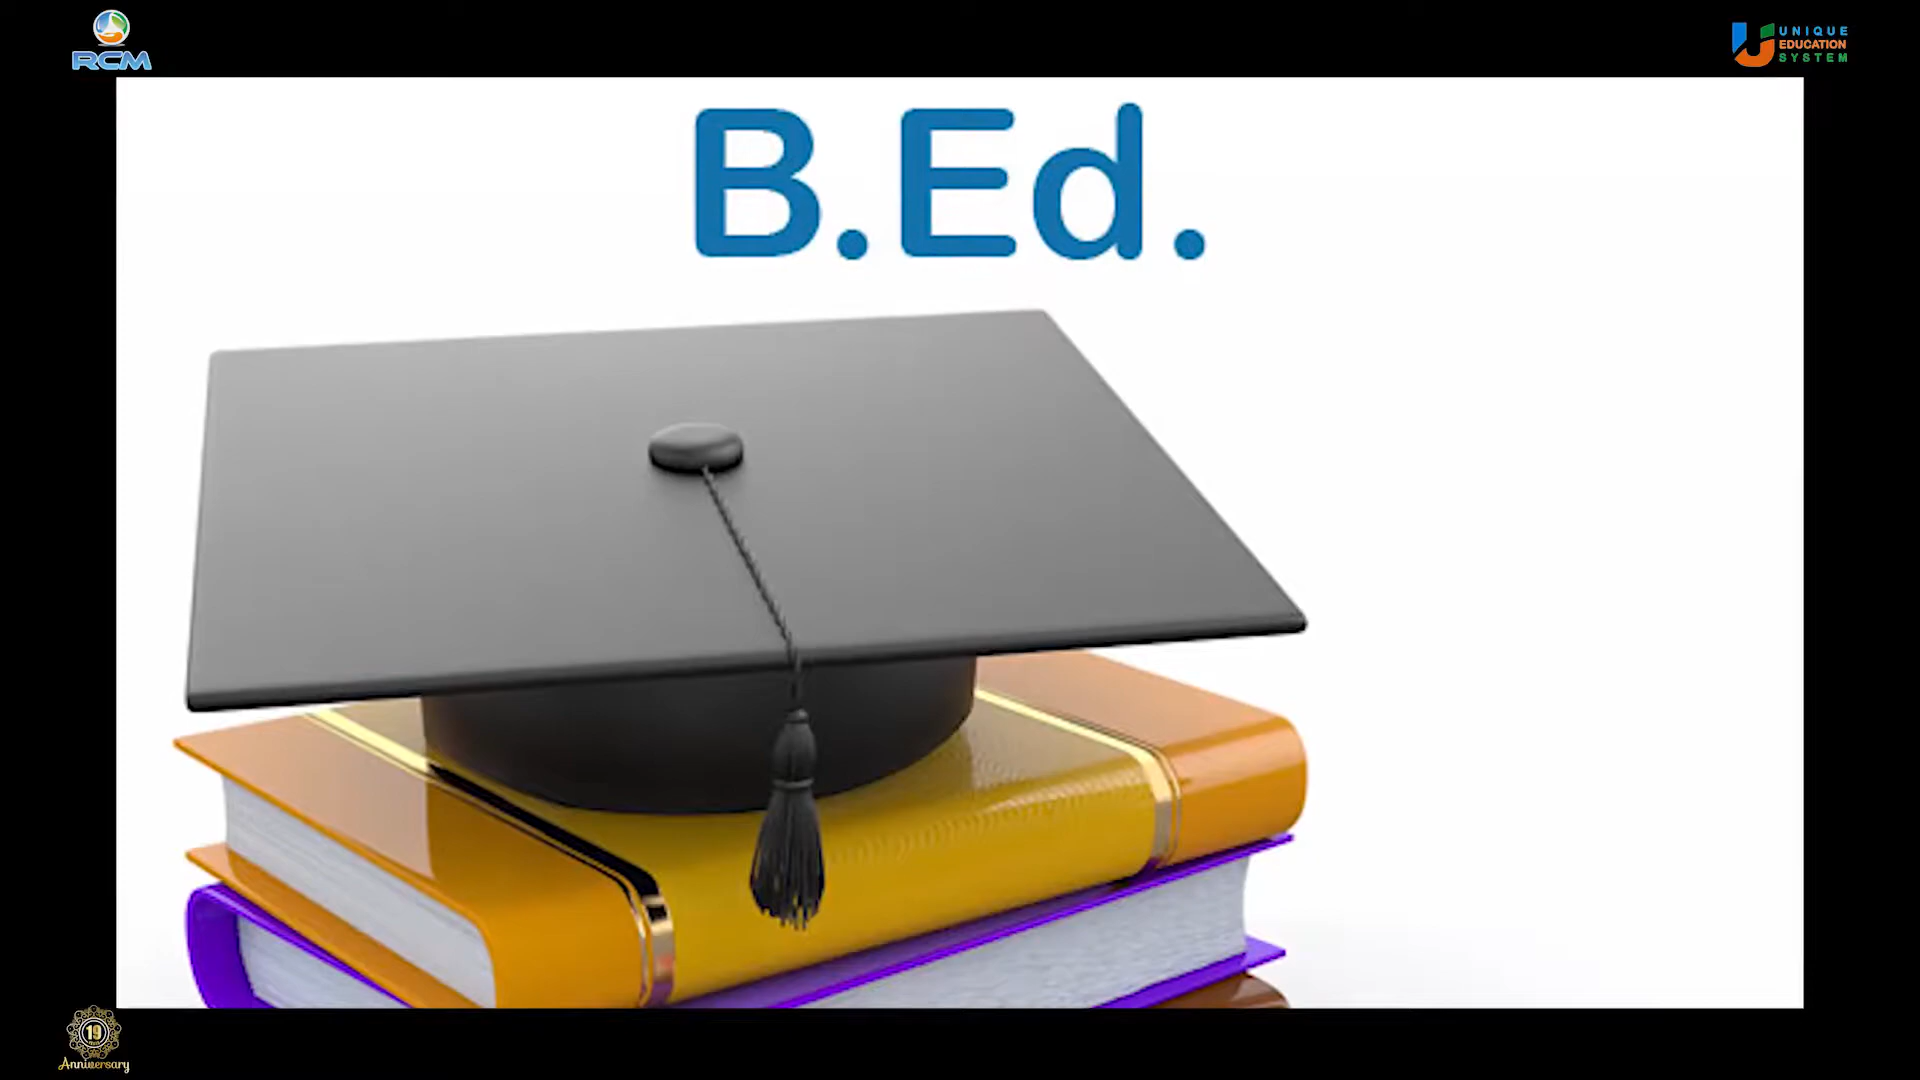 RCM
UNIQUE
EDUCATION
SYSTEM
B.Ed.
19
Anniversary